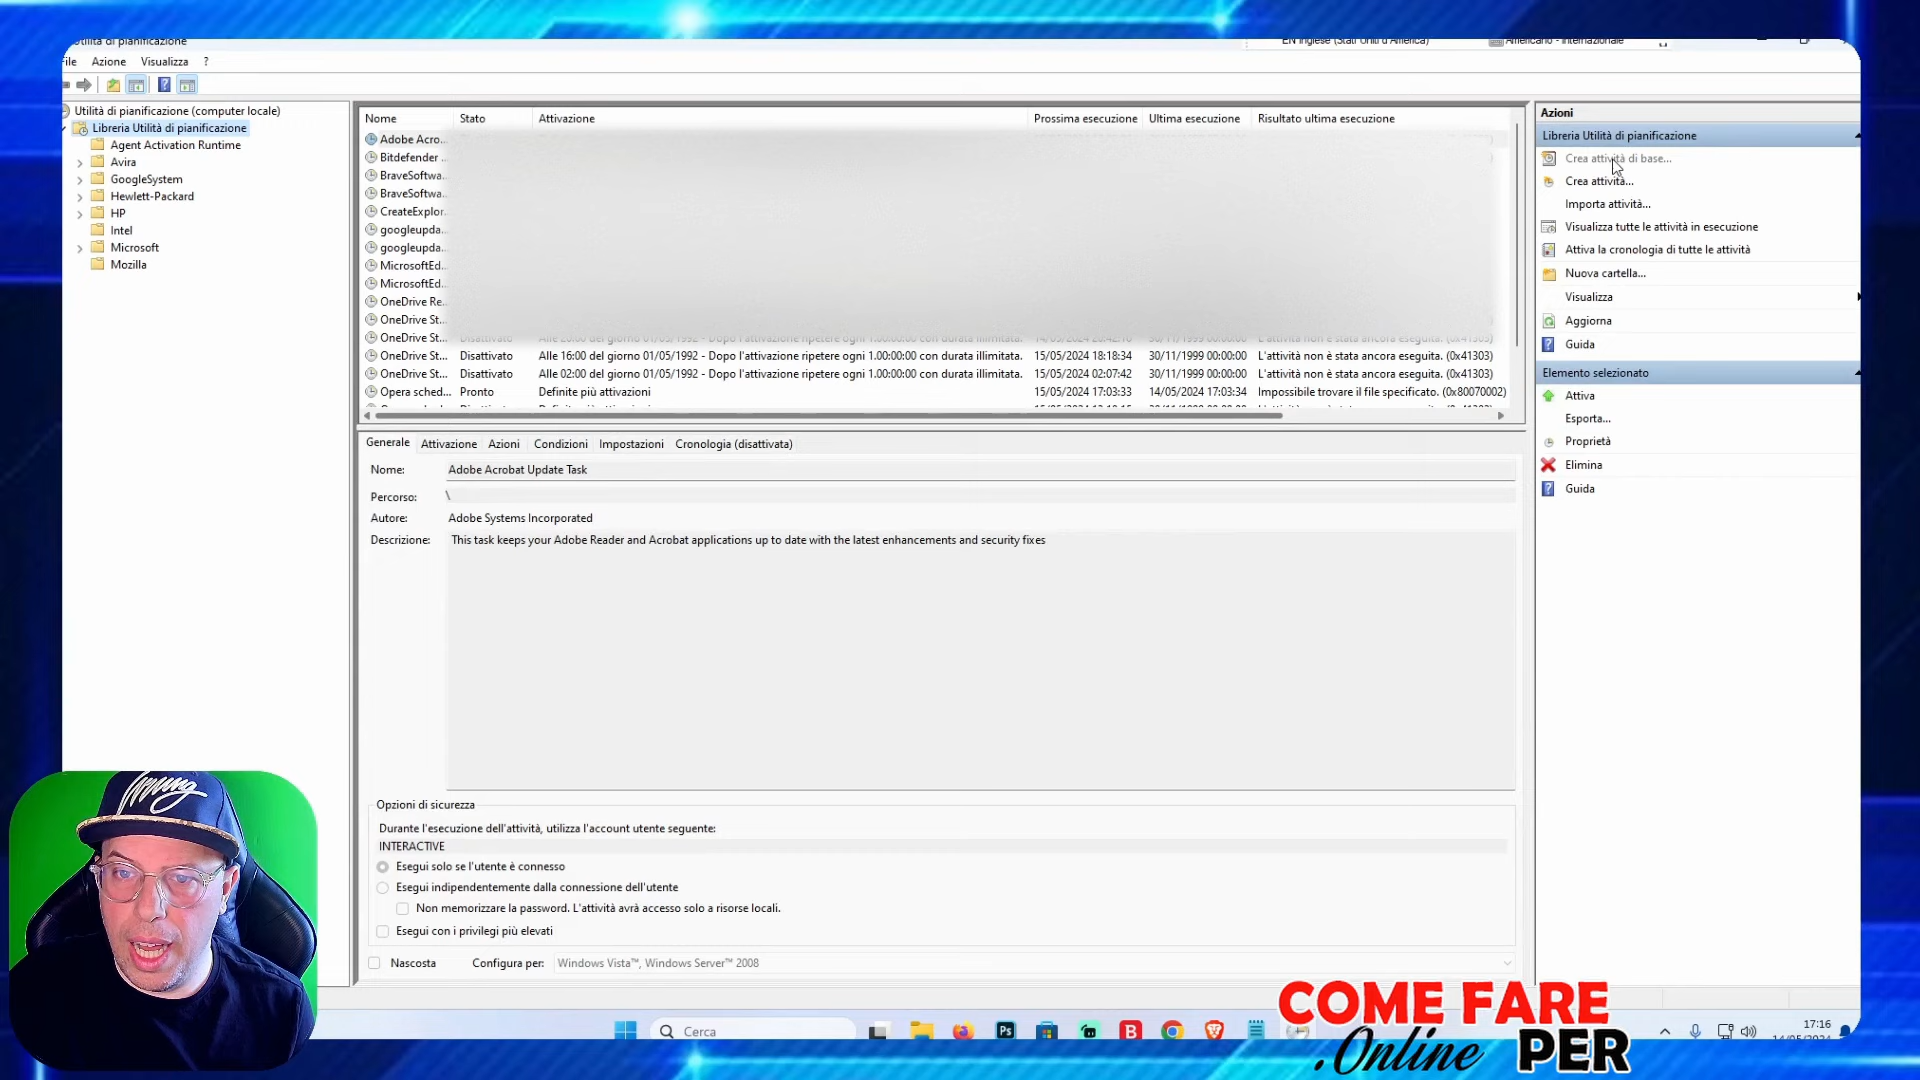 Utilità di pianificazione
EN Inglese (Stati Uniti d'America)
Americano - Internazionale
File Azione Visualizza ?
Utilità di pianificazione (computer locale)
Libreria Utilità di pianificazione
Agent Activation Runtime
Avira
GoogleSystem
Hewlett-Packard
HP
Intel
Microsoft
Mozilla
Nome Stato Attivazione Prossima esecuzione Ultima esecuzione Risultato ultima esecuzione
Adobe Acro...
Bitdefender ...
BraveSoftwa...
BraveSoftwa...
CreateExplor...
googleupda...
googleupda...
MicrosoftEd...
MicrosoftEd...
OneDrive Re...
OneDrive St...
OneDrive St...
OneDrive St... Disattivato Alle 16:00 del giorno 01/05/1992 - Dopo l'attivazione ripetere ogni 1.00:00:00 con durata illimitata. 15/05/2024 18:18:34 30/11/1999 00:00:00 L'attività non è stata ancora eseguita. (0x41303)
OneDrive St... Disattivato Alle 02:00 del giorno 01/05/1992 - Dopo l'attivazione ripetere ogni 1.00:00:00 con durata illimitata. 15/05/2024 02:07:42 30/11/1999 00:00:00 L'attività non è stata ancora eseguita. (0x41303)
Opera sched... Pronto Definite più attivazioni 15/05/2024 17:03:33 14/05/2024 17:03:34 Impossibile trovare il file specificato. (0x80070002)
Generale Attivazione Azioni Condizioni Impostazioni Cronologia (disattivata)
Nome: Adobe Acrobat Update Task
Percorso: \
Autore: Adobe Systems Incorporated
Descrizione: This task keeps your Adobe Reader and Acrobat applications up to date with the latest enhancements and security fixes
Opzioni di sicurezza
Durante l'esecuzione dell'attività, utilizza l'account utente seguente:
INTERACTIVE
Esegui solo se l'utente è connesso
Esegui indipendentemente dalla connessione dell'utente
Non memorizzare la password. L'attività avrà accesso solo a risorse locali.
Esegui con i privilegi più elevati
Nascosta Configura per: Windows Vista™, Windows Server™ 2008
Azioni
Libreria Utilità di pianificazione
Crea attività di base...
Crea attività...
Importa attività...
Visualizza tutte le attività in esecuzione
Attiva la cronologia di tutte le attività
Nuova cartella...
Visualizza
Aggiorna
Guida
Elemento selezionato
Attiva
Esporta...
Proprietà
Elimina
Guida
Cerca
17:16
14/05/2024
COME FARE
.Online PER